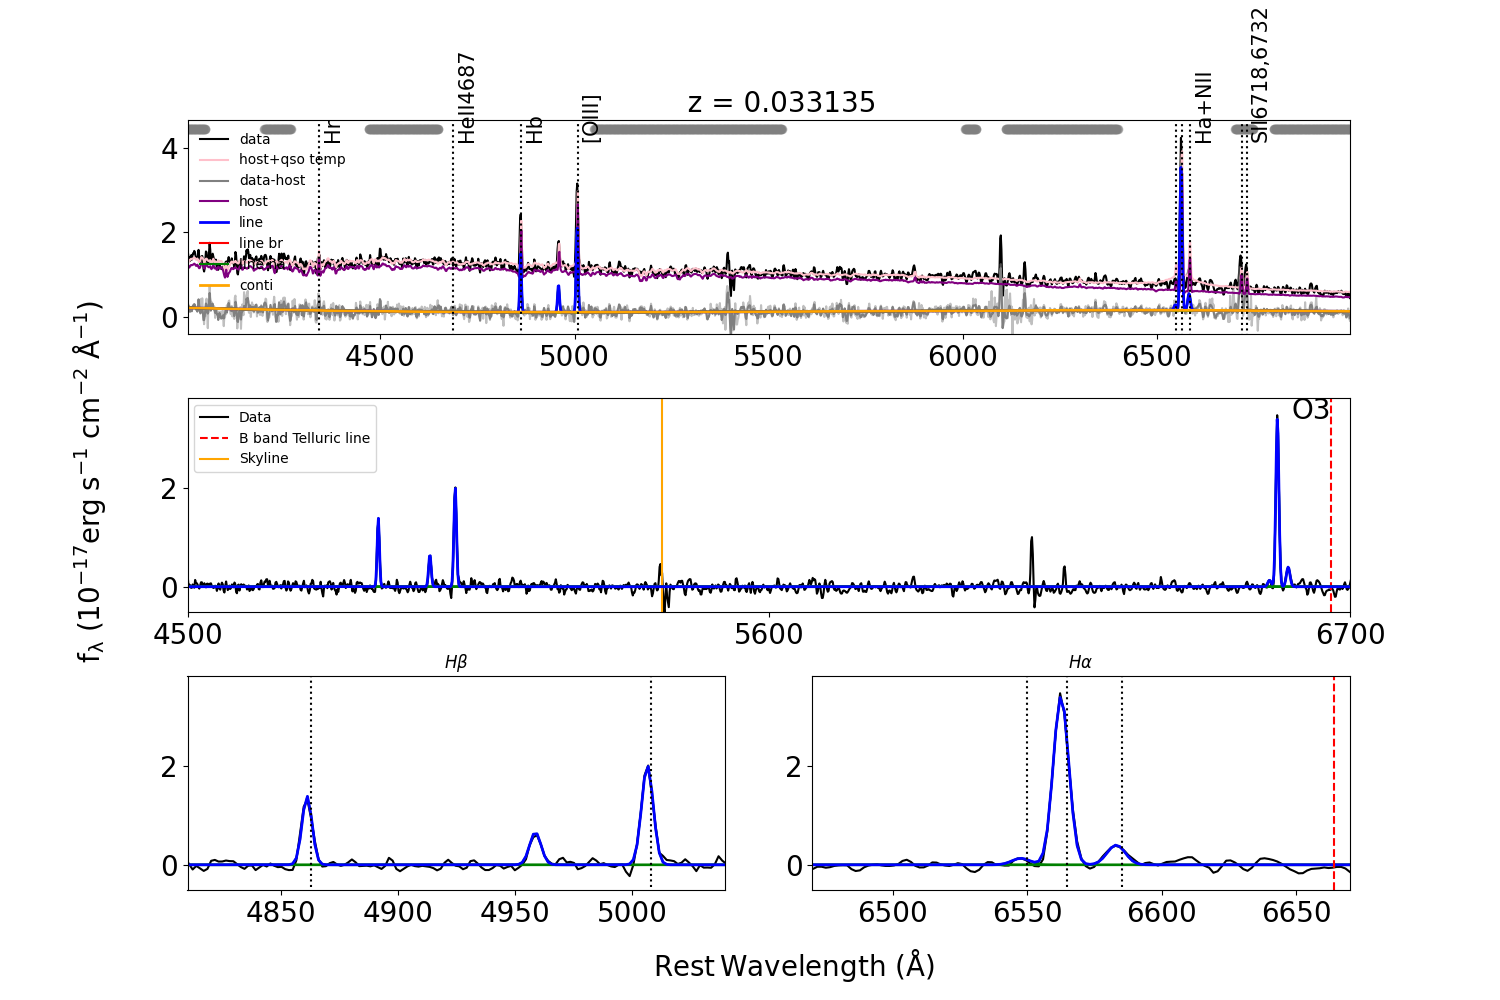 z = 0.033135
Hr
HeII4687
Hb
[OIII]
Ha+NII
SII6718,6732
data
host+qso temp
data-host
host
line
line br
conti
4
2
0
4500 5000 5500 6000 6500
Data
B band Telluric line
Skyline
O3
2
0
4500 5600 6700
fλ (10⁻¹⁷erg s⁻¹ cm⁻² Å⁻¹)
Hβ
2
0
4850 4900 4950 5000
Hα
2
0
6500 6550 6600 6650
Rest Wavelength (Å)